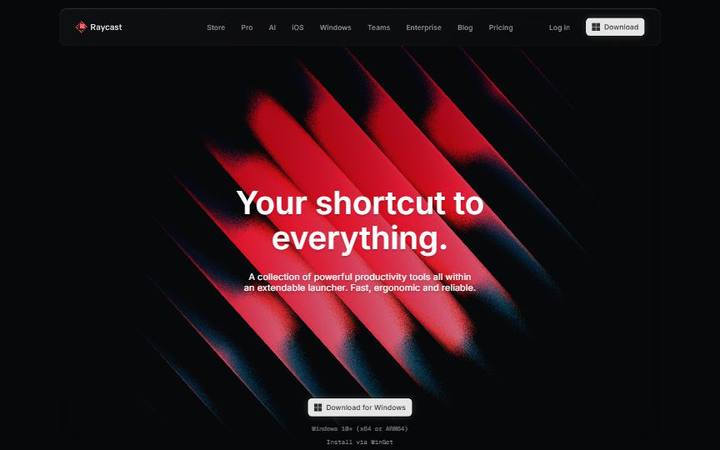 Raycast
Store Pro AI iOS Windows Teams Enterprise Blog Pricing Log in Download
Your shortcut to
everything.
A collection of powerful productivity tools all within
an extendable launcher. Fast, ergonomic and reliable.
Download for Windows
Windows 10+ (x64 or ARM64)
Install via WinGet